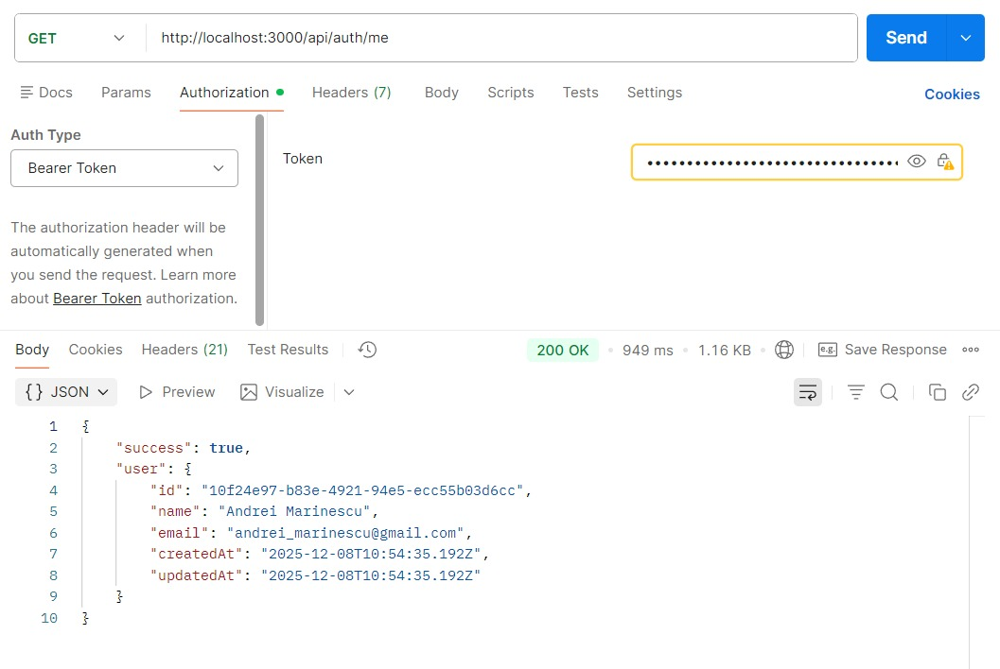 GET http://localhost:3000/api/auth/me Send
Docs Params Authorization Headers (7) Body Scripts Tests Settings Cookies
Auth Type
Bearer Token
Token ••••••••••••••••••••••••••••••••
The authorization header will be
automatically generated when
you send the request. Learn more
about Bearer Token authorization.
Body Cookies Headers (21) Test Results 200 OK • 949 ms • 1.16 KB • e.g. Save Response
{} JSON Preview Visualize
1 {
2 "success": true,
3 "user": {
4 "id": "10f24e97-b83e-4921-94e5-ecc55b03d6cc",
5 "name": "Andrei Marinescu",
6 "email": "andrei_marinescu@gmail.com",
7 "createdAt": "2025-12-08T10:54:35.192Z",
8 "updatedAt": "2025-12-08T10:54:35.192Z"
9 }
10 }